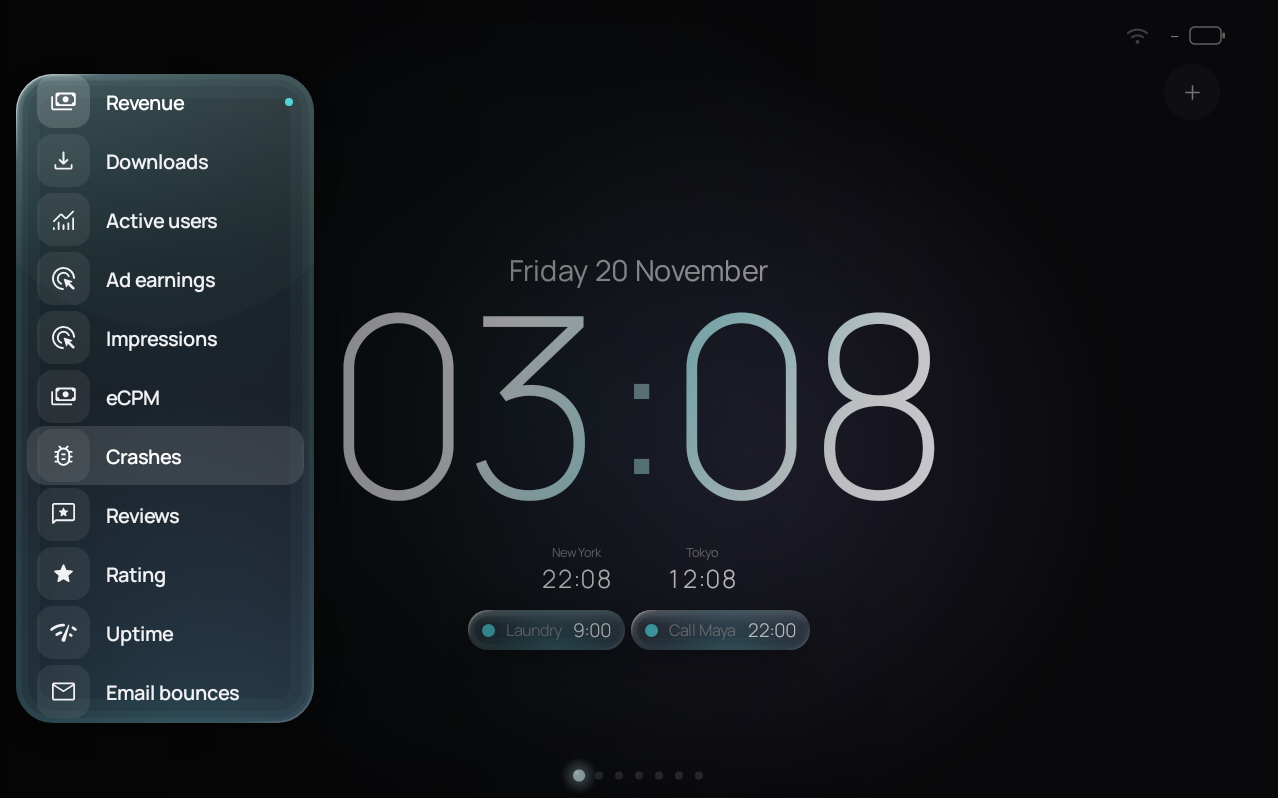 Revenue
Downloads
Active users
Ad earnings
Impressions
eCPM
Crashes
Reviews
Rating
Uptime
Email bounces
–
+
Friday 20 November
03:08
New York
22:08
Tokyo
12:08
Laundry 9:00
Call Maya 22:00